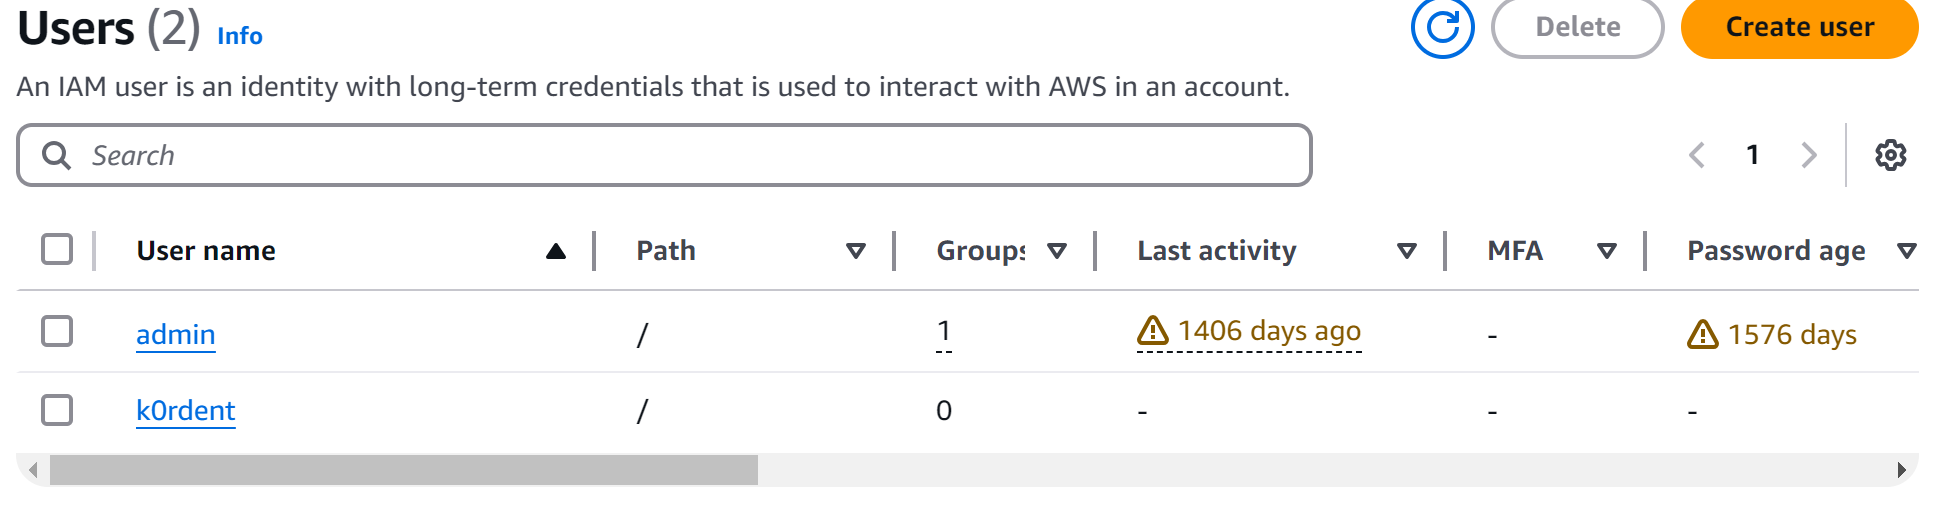 Users (2) Info
Delete
Create user
An IAM user is an identity with long-term credentials that is used to interact with AWS in an account.
Search
1
User name Path Groups Last activity MFA Password age
admin / 1 1406 days ago - 1576 days
k0rdent / 0 - - -